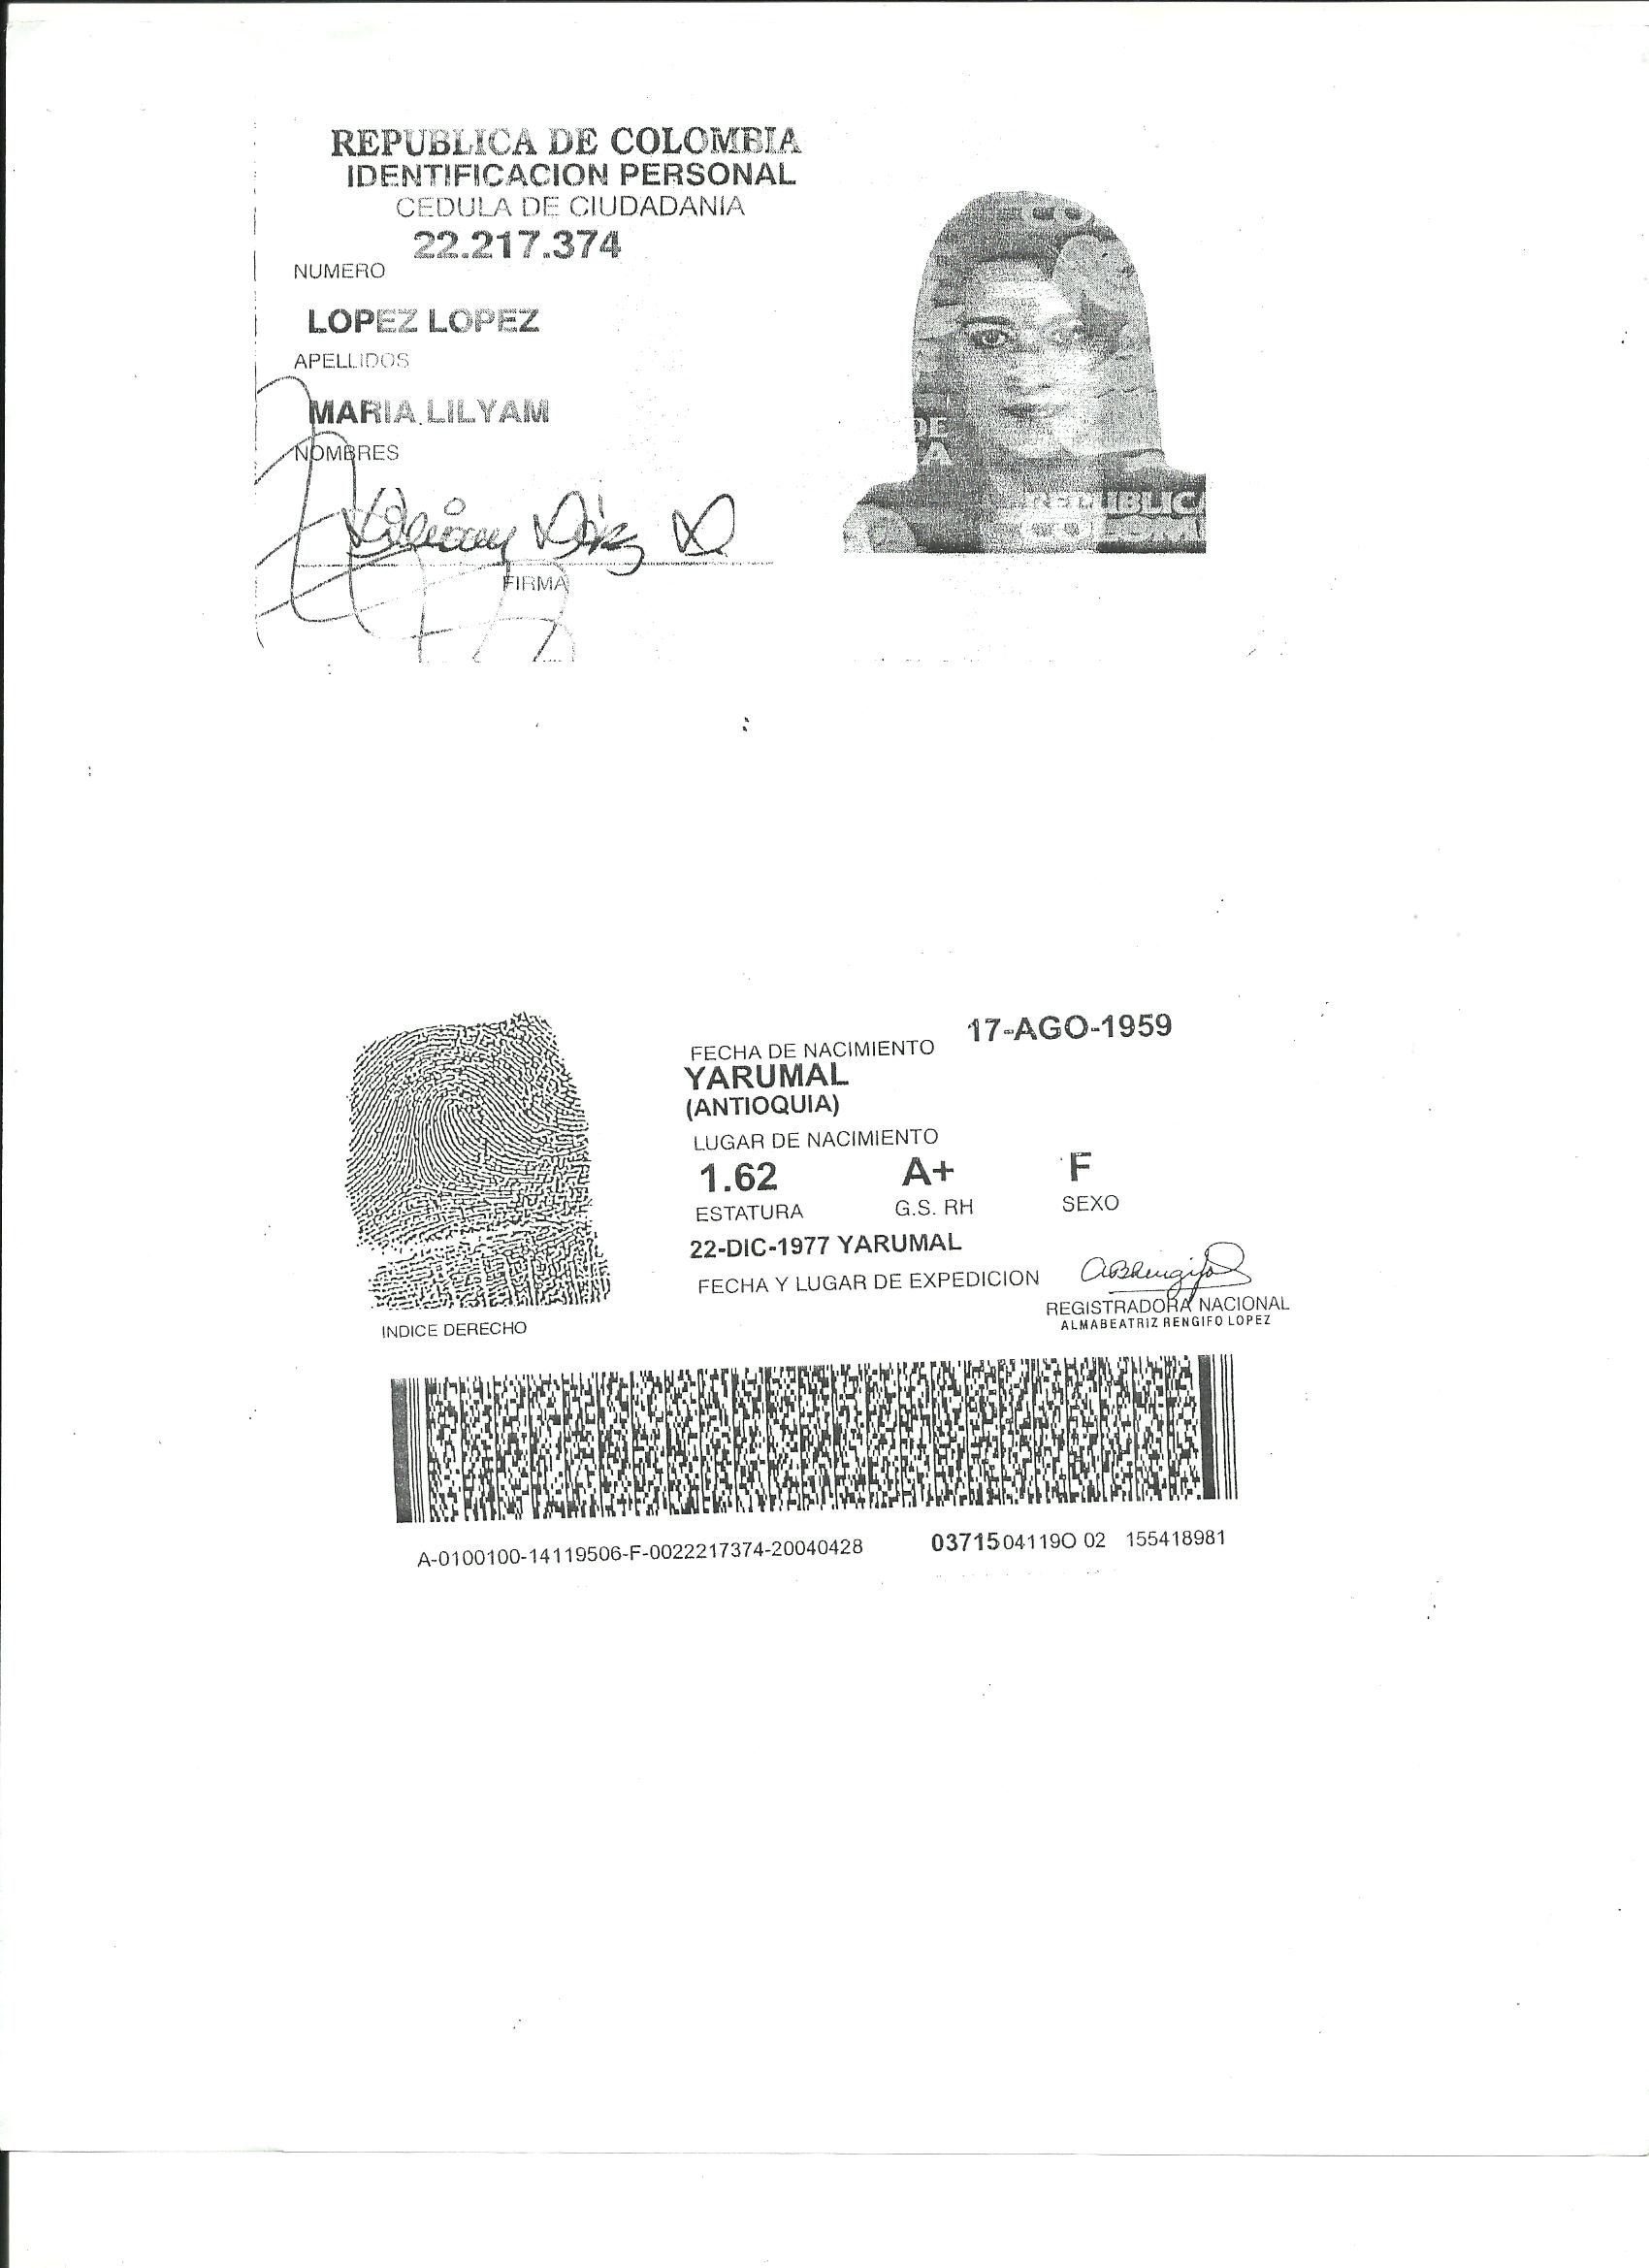 REPUBLICA DE COLOMBIA
IDENTIFICACION PERSONAL
CEDULA DE CIUDADANIA
22.217.374
NUMERO
LOPEZ LOPEZ
APELLIDOS
MARIA LILYAM
NOMBRES
FIRMA
CO
DE
A
REPUBLICA
COLOM
17-AGO-1959
FECHA DE NACIMIENTO
YARUMAL
(ANTIOQUIA)
LUGAR DE NACIMIENTO
1.62 A+ F
ESTATURA G.S. RH SEXO
22-DIC-1977 YARUMAL
FECHA Y LUGAR DE EXPEDICION
REGISTRADORA NACIONAL
ALMABEATRIZ RENGIFO LOPEZ
INDICE DERECHO
A-0100100-14119506-F-0022217374-20040428 0371504119O 02 155418981